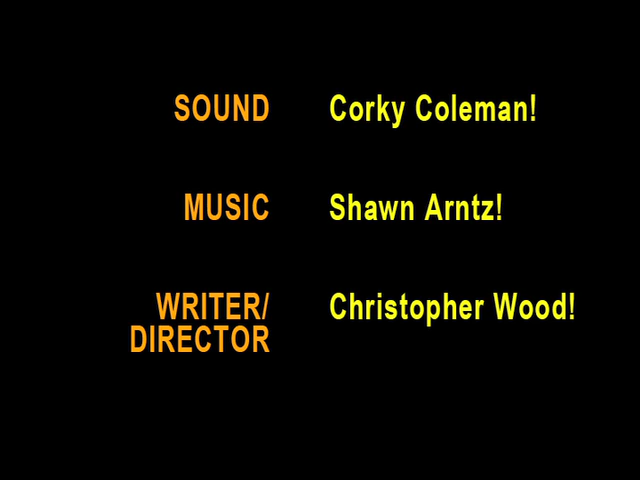 SOUND Corky Coleman!
MUSIC Shawn Arntz!
WRITER/ Christopher Wood!
DIRECTOR